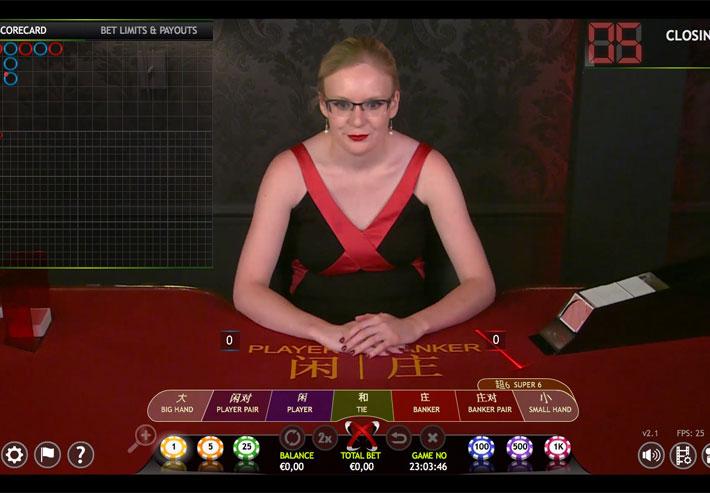 CORECARD
BET LIMITS & PAYOUTS
05
CLOSIN
0
0
PLAYER
ANKER
闲 庄
超6 SUPER 6
大 闲对 闲 和 庄 庄对 小
BIG HAND PLAYER PAIR PLAYER TIE BANKER BANKER PAIR SMALL HAND
v2.1 FPS: 25
1 5 25 2x 100 500 1K
?
BALANCE TOTAL BET GAME NO
€0,00 €0,00 23:03:46